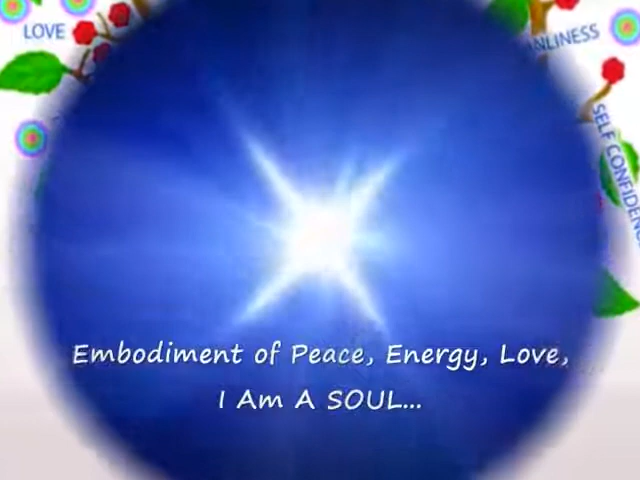 LOVE
SELF CONFIDENC
Embodiment of Peace, Energy, Love,
I Am A SOUL...